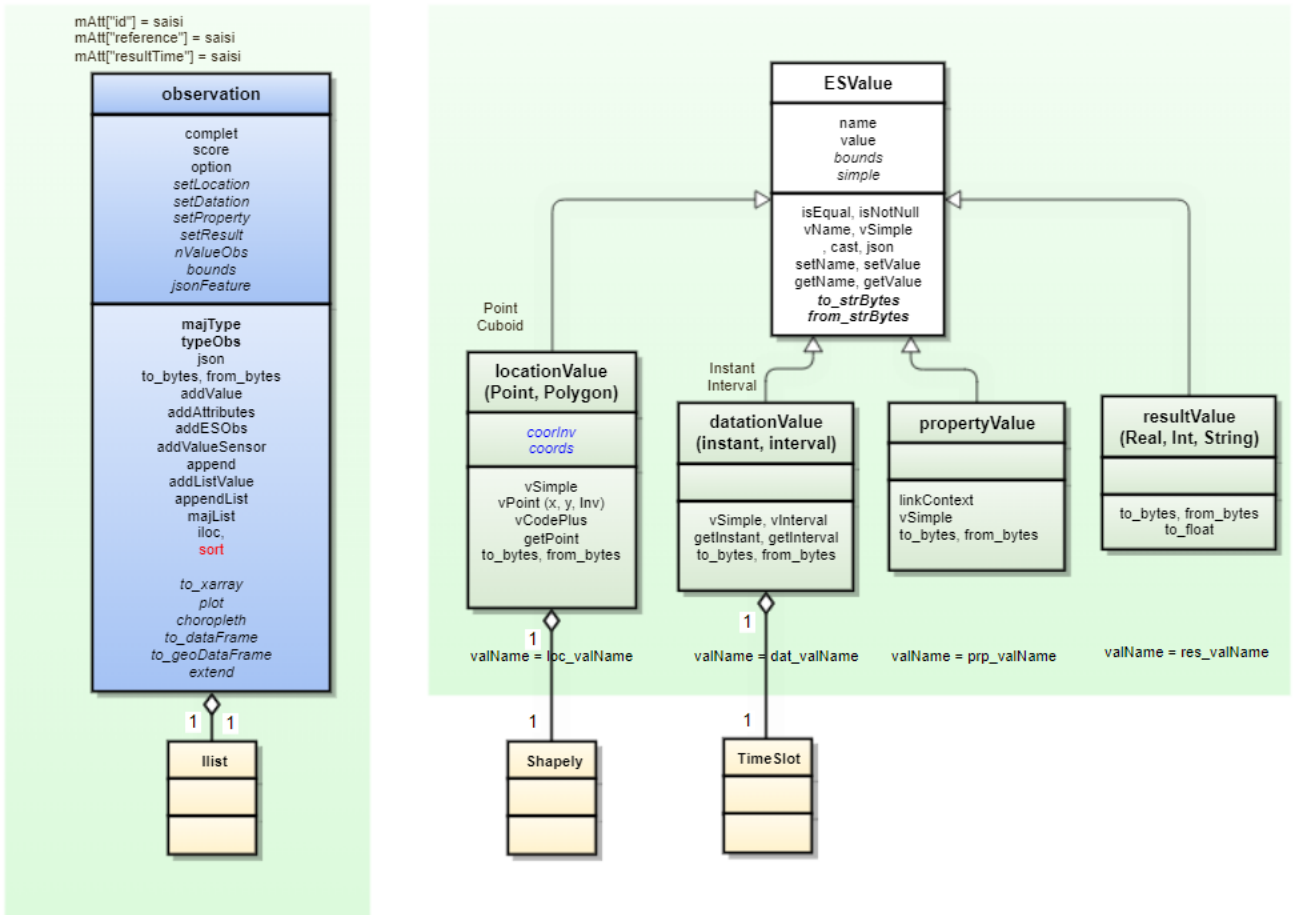 mAtt["id"] = saisi
mAtt["reference"] = saisi
mAtt["resultTime"] = saisi
observation
complet
score
option
setLocation
setDatation
setProperty
setResult
nValueObs
bounds
jsonFeature
majType
typeObs
json
to_bytes, from_bytes
addValue
addAttributes
addESObs
addValueSensor
append
addListValue
appendList
majList
iloc,
sort
to_xarray
plot
choropleth
to_dataFrame
to_geoDataFrame
extend
1
1
Ilist
ESValue
name
value
bounds
simple
isEqual, isNotNull
vName, vSimple
, cast, json
setName, setValue
getName, getValue
to_strBytes
from_strBytes
Point
Cuboid
locationValue
(Point, Polygon)
coorInv
coords
vSimple
vPoint (x, y, Inv)
vCodePlus
getPoint
to_bytes, from_bytes
1
valName = loc_valName
1
Shapely
Instant
Interval
datationValue
(instant, interval)
vSimple, vInterval
getInstant, getInterval
to_bytes, from_bytes
1
valName = dat_valName
1
TimeSlot
propertyValue
linkContext
vSimple
to_bytes, from_bytes
valName = prp_valName
resultValue
(Real, Int, String)
to_bytes, from_bytes
to_float
valName = res_valName